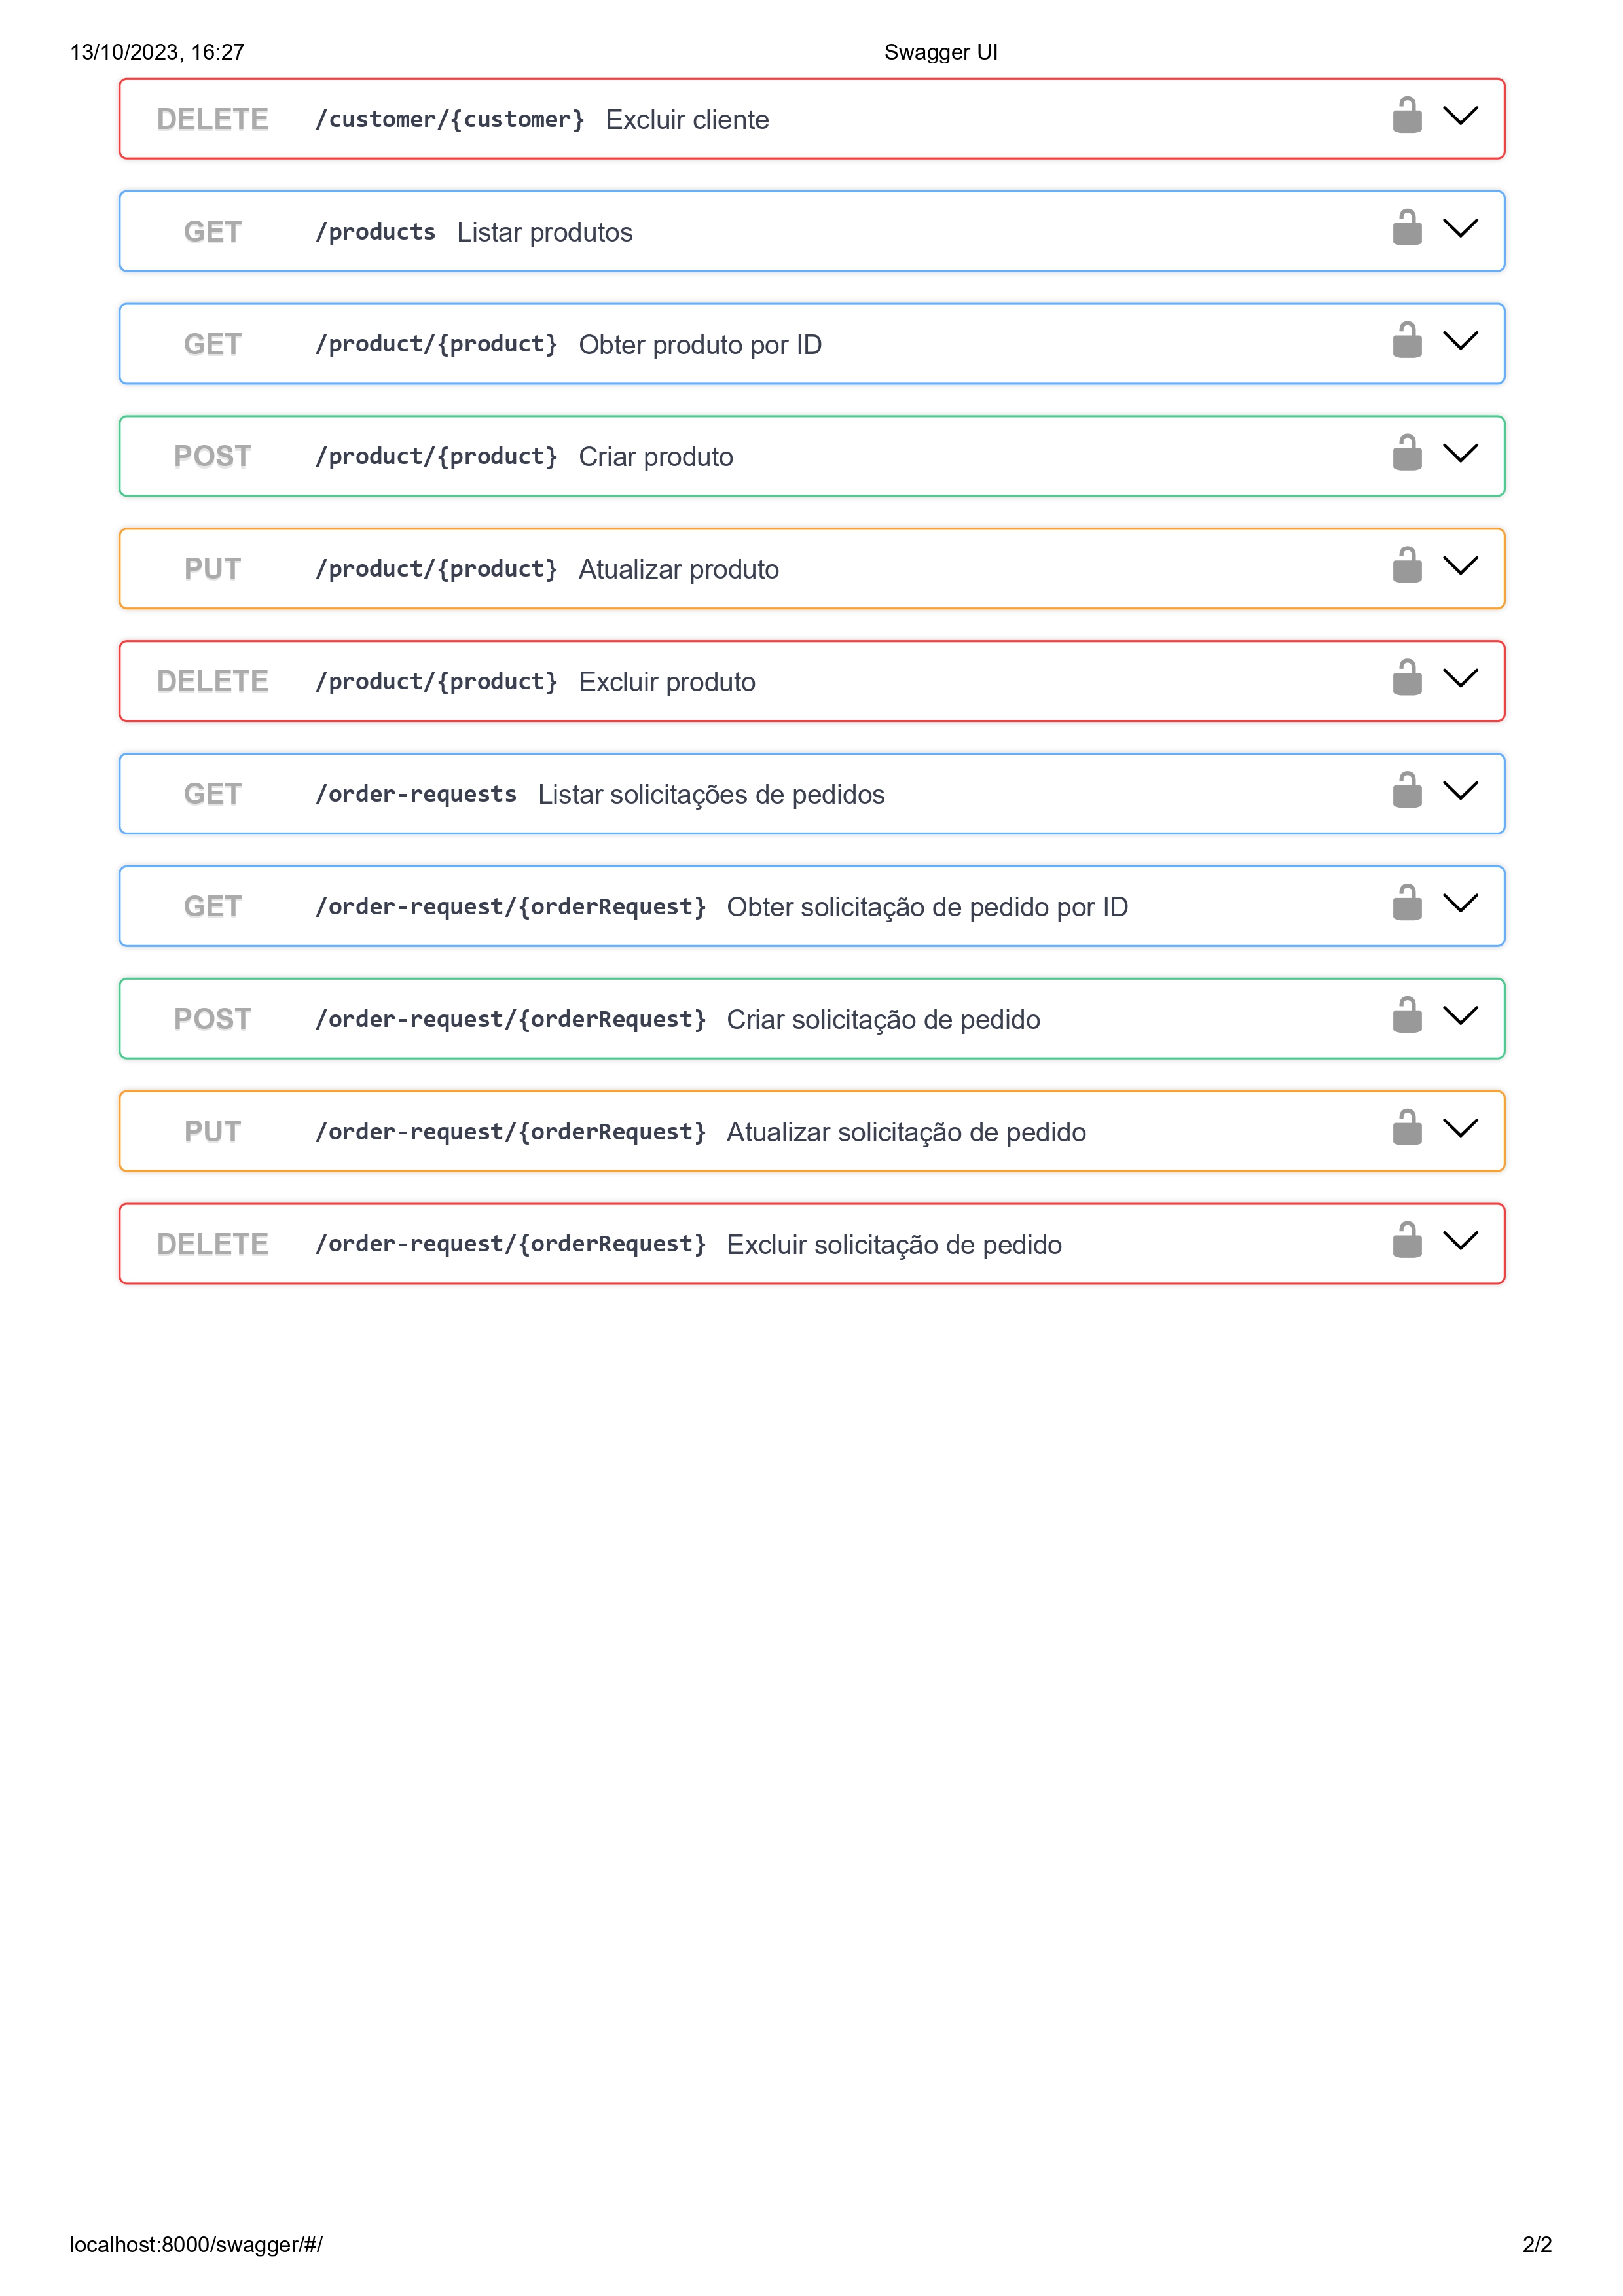 13/10/2023, 16:27 Swagger UI
DELETE /customer/{customer} Excluir cliente
GET /products Listar produtos
GET /product/{product} Obter produto por ID
POST /product/{product} Criar produto
PUT /product/{product} Atualizar produto
DELETE /product/{product} Excluir produto
GET /order-requests Listar solicitações de pedidos
GET /order-request/{orderRequest} Obter solicitação de pedido por ID
POST /order-request/{orderRequest} Criar solicitação de pedido
PUT /order-request/{orderRequest} Atualizar solicitação de pedido
DELETE /order-request/{orderRequest} Excluir solicitação de pedido
localhost:8000/swagger/#/ 2/2